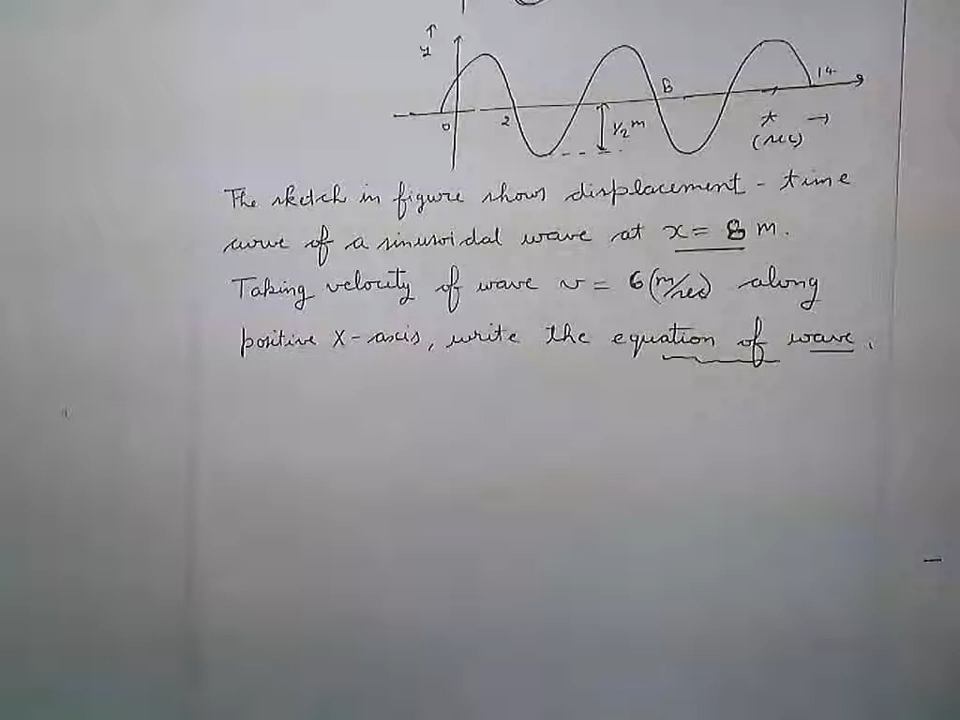 y
0
2
8
14
1/2 m
t
(sec)
The sketch in figure shows displacement - time
curve of a sinusoidal wave at x = 8 m.
Taking velocity of wave v = 6 (m/sec) along
positive X-axis, write the equation of wave.